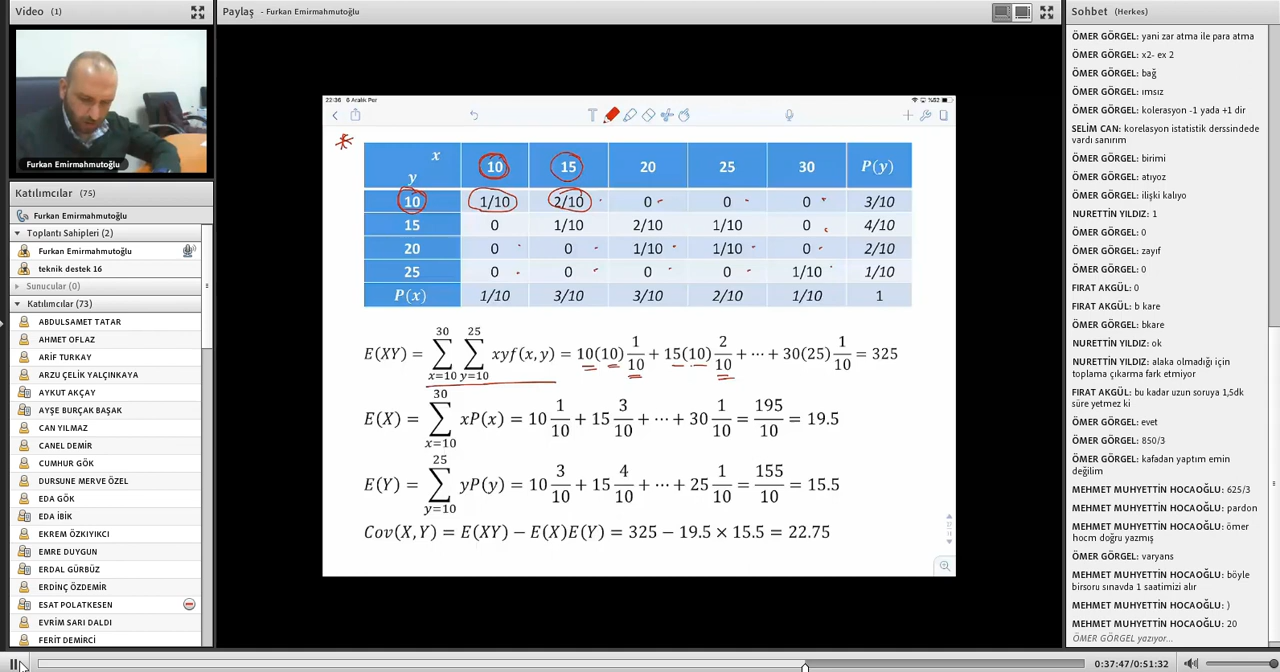 Video (1)
Furkan Emirmahmutoğlu
Katılımcılar (75)
Furkan Emirmahmutoğlu
Toplantı Sahipleri (2)
Furkan Emirmahmutoğlu
teknik destek 16
Sunucular (0)
Katılımcılar (73)
ABDULSAMET TATAR
AHMET OFLAZ
ARİF TURKAY
ARZU ÇELİK YALÇINKAYA
AYKUT AKÇAY
AYŞE BURÇAK BAŞAK
CAN YILMAZ
CANEL DEMİR
CUMHUR GÖK
DURSUNE MERVE ÖZEL
EDA GÖK
EDA İBİK
EKREM ÖZKIYIKCI
EMRE DUYGUN
ERDAL GÜRBÜZ
ERDİNÇ ÖZDEMİR
ESAT POLATKESEN
EVRİM SARI DALDI
FERİT DEMİRCİ
Paylaş - Furkan Emirmahmutoğlu
22:36 6 Aralık Per
%52
x
y 10 15 20 25 30 P(y)
10 1/10 2/10 0 0 0 3/10
15 0 1/10 2/10 1/10 0 4/10
20 0 0 1/10 1/10 0 2/10
25 0 0 0 0 1/10 1/10
P(x) 1/10 3/10 3/10 2/10 1/10 1
E(XY) = ∑_{x=10}^{30} ∑_{y=10}^{25} xyf(x, y) = 10(10) 1/10 + 15(10) 2/10 + ⋯ + 30(25) 1/10 = 325
E(X) = ∑_{x=10}^{30} xP(x) = 10 1/10 + 15 3/10 + ⋯ + 30 1/10 = 195/10 = 19.5
E(Y) = ∑_{y=10}^{25} yP(y) = 10 3/10 + 15 4/10 + ⋯ + 25 1/10 = 155/10 = 15.5
Cov(X, Y) = E(XY) − E(X)E(Y) = 325 − 19.5 × 15.5 = 22.75
Sohbet (Herkes)
ÖMER GÖRGEL: yani zar atma ile para atma
ÖMER GÖRGEL: x2- ex 2
ÖMER GÖRGEL: bağ
ÖMER GÖRGEL: ımsız
ÖMER GÖRGEL: kolerasyon -1 yada +1 dir
SELİM CAN: korelasyon istatistik derssindede
vardı sanırım
ÖMER GÖRGEL: birimi
ÖMER GÖRGEL: atıyoz
ÖMER GÖRGEL: ilişki kalıyo
NURETTİN YILDIZ: 1
ÖMER GÖRGEL: 0
ÖMER GÖRGEL: zayıf
ÖMER GÖRGEL: 0
FIRAT AKGÜL: 0
FIRAT AKGÜL: b kare
ÖMER GÖRGEL: bkare
NURETTİN YILDIZ: ok
NURETTİN YILDIZ: alaka olmadığı için
toplama çıkarma fark etmiyor
FIRAT AKGÜL: bu kadar uzun soruya 1,5dk
süre yetmez ki
ÖMER GÖRGEL: evet
ÖMER GÖRGEL: 850/3
ÖMER GÖRGEL: kafadan yaptım emin
değilim
MEHMET MUHYETTİN HOCAOĞLU: 625/3
MEHMET MUHYETTİN HOCAOĞLU: pardon
MEHMET MUHYETTİN HOCAOĞLU: ömer
hocm doğru yazmış
ÖMER GÖRGEL: varyans
MEHMET MUHYETTİN HOCAOĞLU: böyle
birsoru sınavda 1 saatimizi alır
MEHMET MUHYETTİN HOCAOĞLU: )
MEHMET MUHYETTİN HOCAOĞLU: 20
ÖMER GÖRGEL yazıyor...
0:37:47/0:51:32